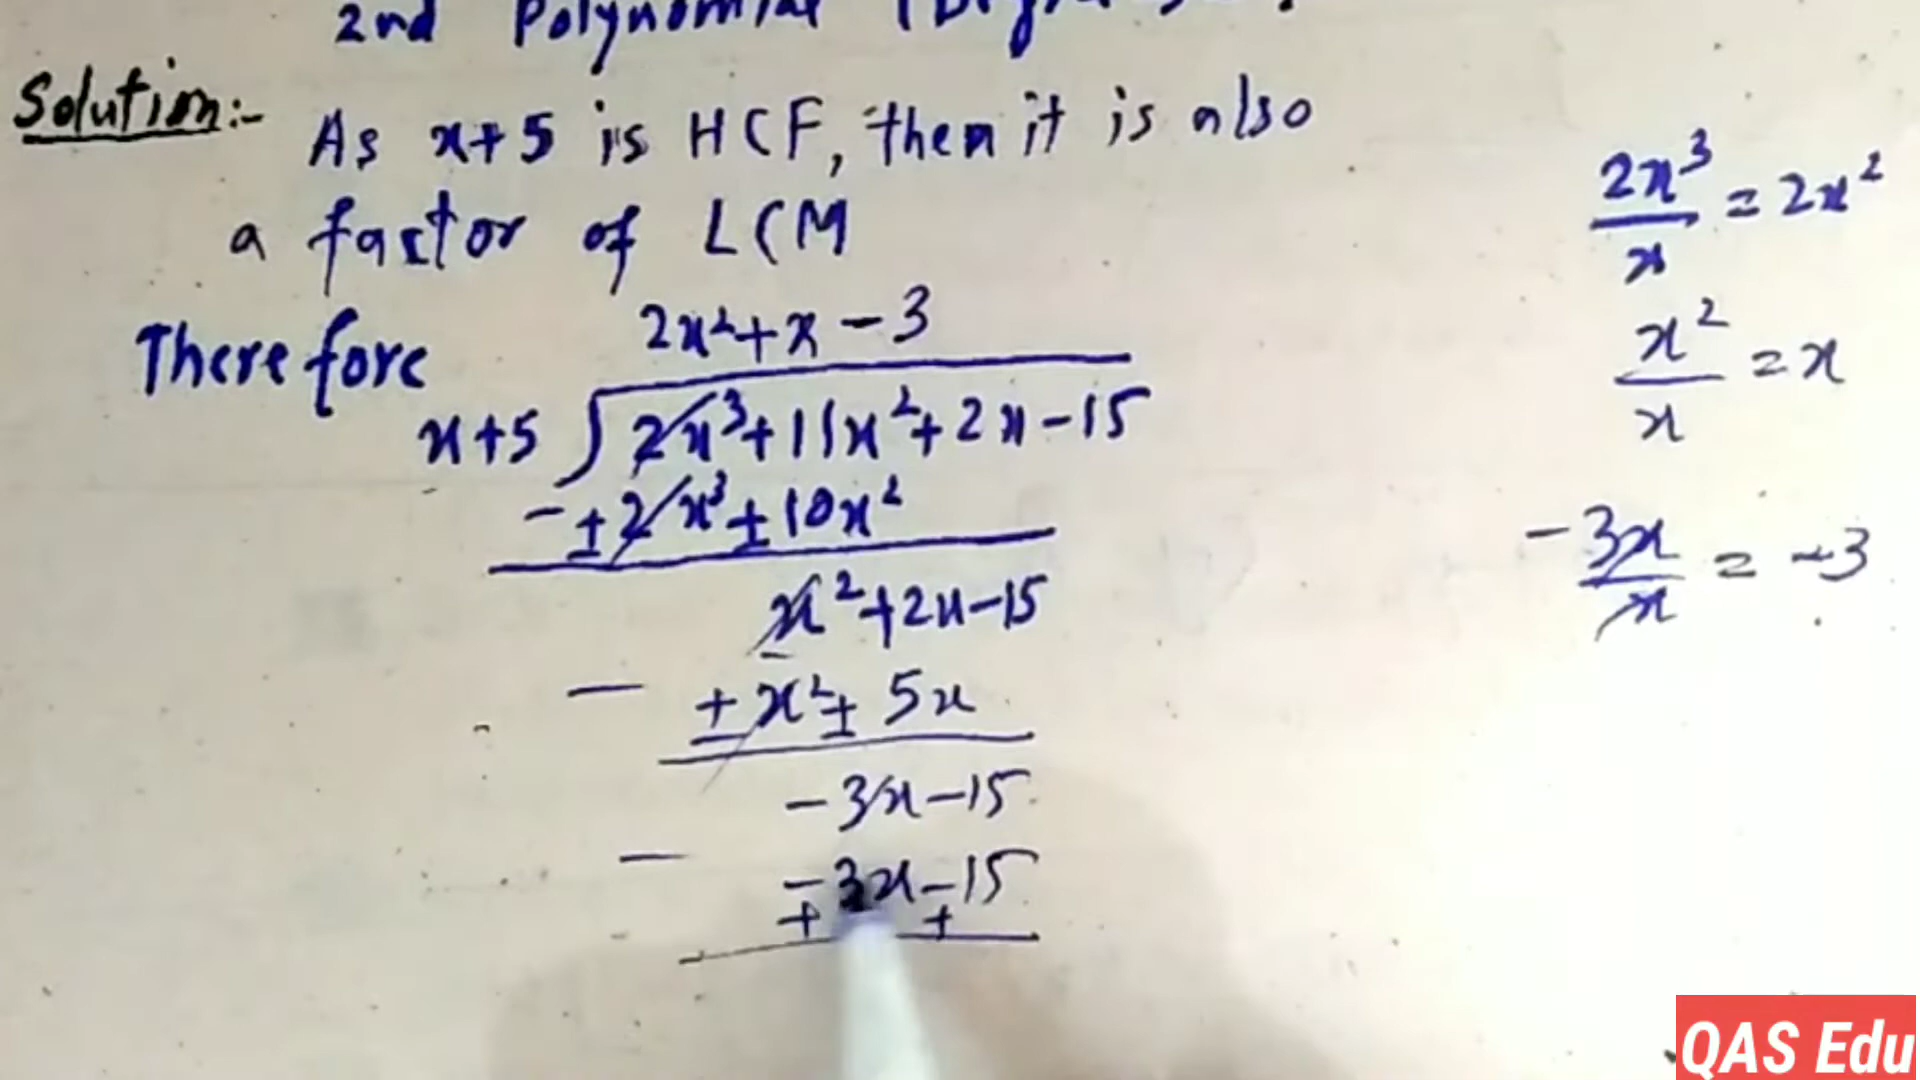 2nd Polynomial
Solution:-
As x+5 is HCF, then it is also
a factor of LCM
Therefore
2x²+x-3
x+5 2x³+11x²+2x-15
- ±2x³±10x²
x²+2x-15
- ±x²±5x
-3x-15
- -3x-15
+ +
2x³/x = 2x²
x²/x = x
-3x/x = -3
QAS Edu